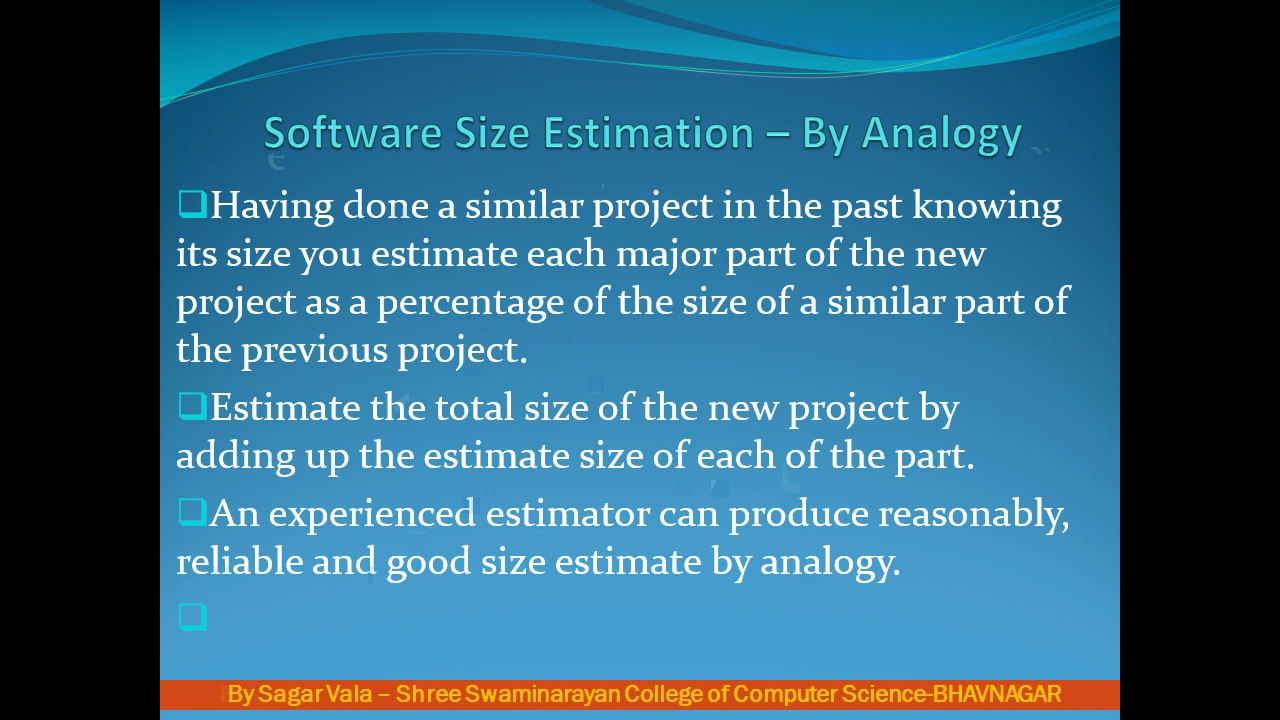 Software Size Estimation – By Analogy
❑Having done a similar project in the past knowing
its size you estimate each major part of the new
project as a percentage of the size of a similar part of
the previous project.
❑Estimate the total size of the new project by
adding up the estimate size of each of the part.
❑An experienced estimator can produce reasonably,
reliable and good size estimate by analogy.
❑
By Sagar Vala – Shree Swaminarayan College of Computer Science-BHAVNAGAR